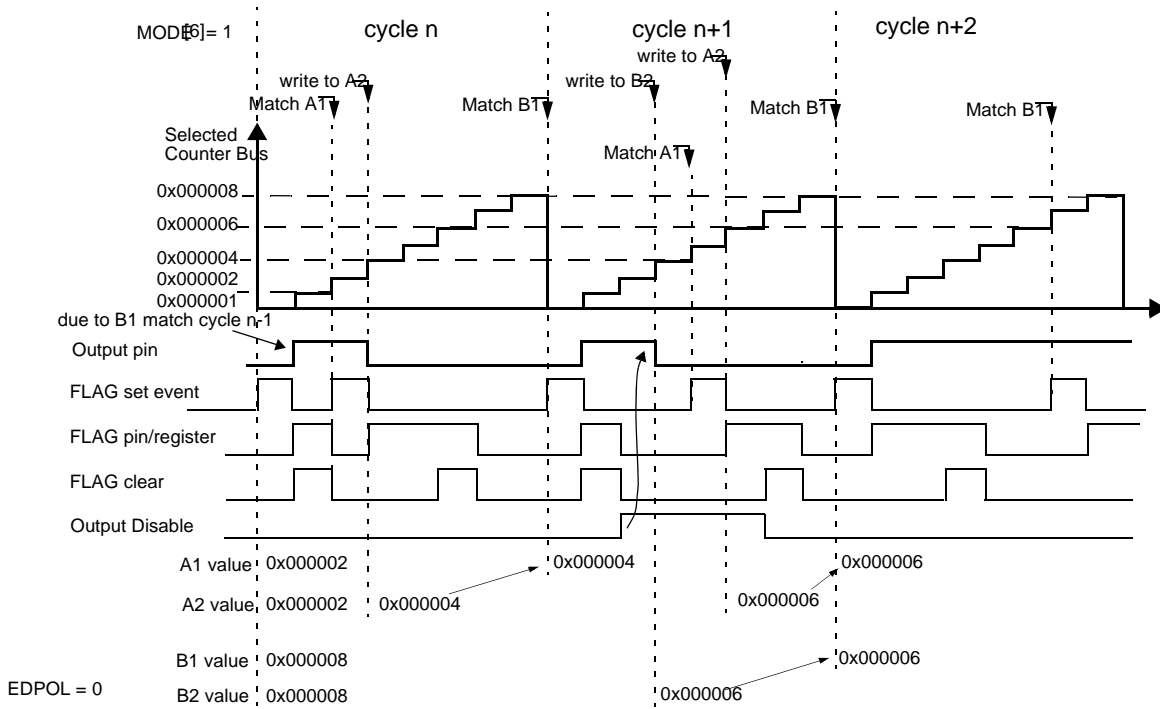 MODE[6]= 1
cycle n
cycle n+1
cycle n+2
write to A2
write to A2
write to B2
Match A1
Match B1
Match B1
Match B1
Match A1
Selected
Counter Bus
0x000008
0x000006
0x000004
0x000002
0x000001
due to B1 match cycle n-1
Output pin
FLAG set event
FLAG pin/register
FLAG clear
Output Disable
A1 value 0x000002 0x000004 0x000006
A2 value 0x000002 0x000004 0x000006
B1 value 0x000008 0x000006
EDPOL = 0
B2 value 0x000008 0x000006